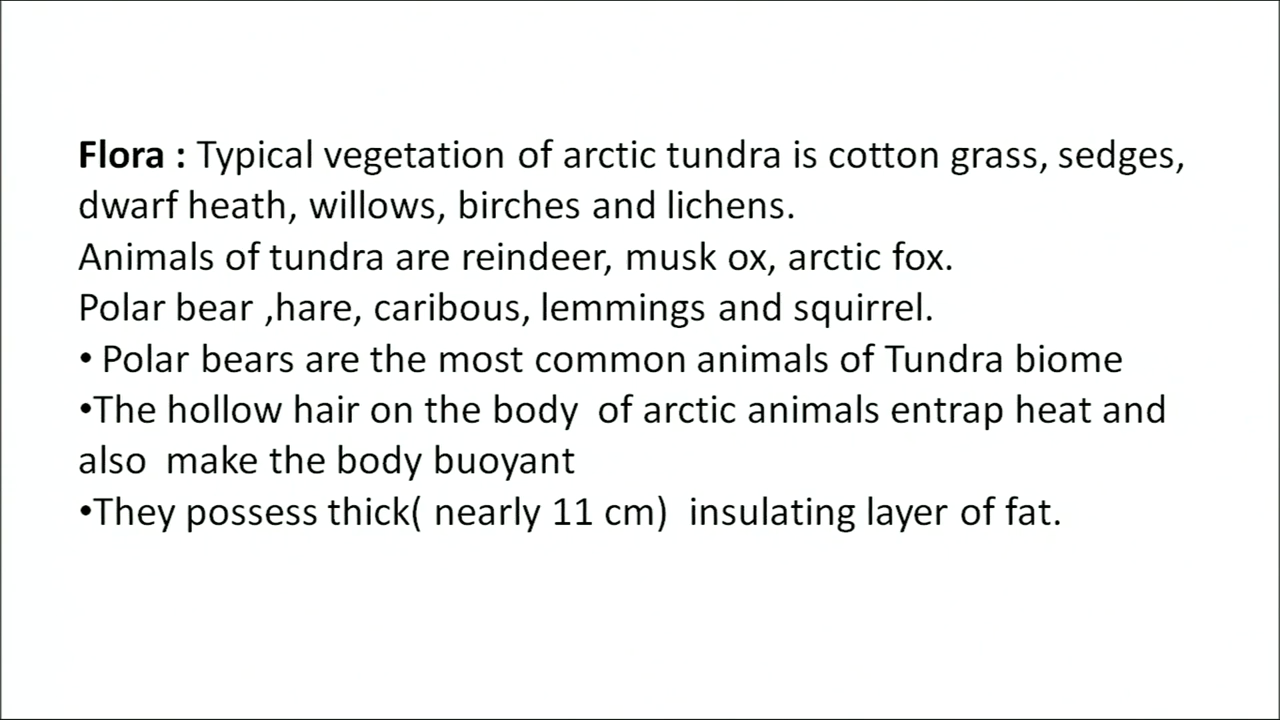 Flora : Typical vegetation of arctic tundra is cotton grass, sedges,
dwarf heath, willows, birches and lichens.
Animals of tundra are reindeer, musk ox, arctic fox.
Polar bear ,hare, caribous, lemmings and squirrel.
• Polar bears are the most common animals of Tundra biome
•The hollow hair on the body  of arctic animals entrap heat and
also  make the body buoyant
•They possess thick( nearly 11 cm)  insulating layer of fat.